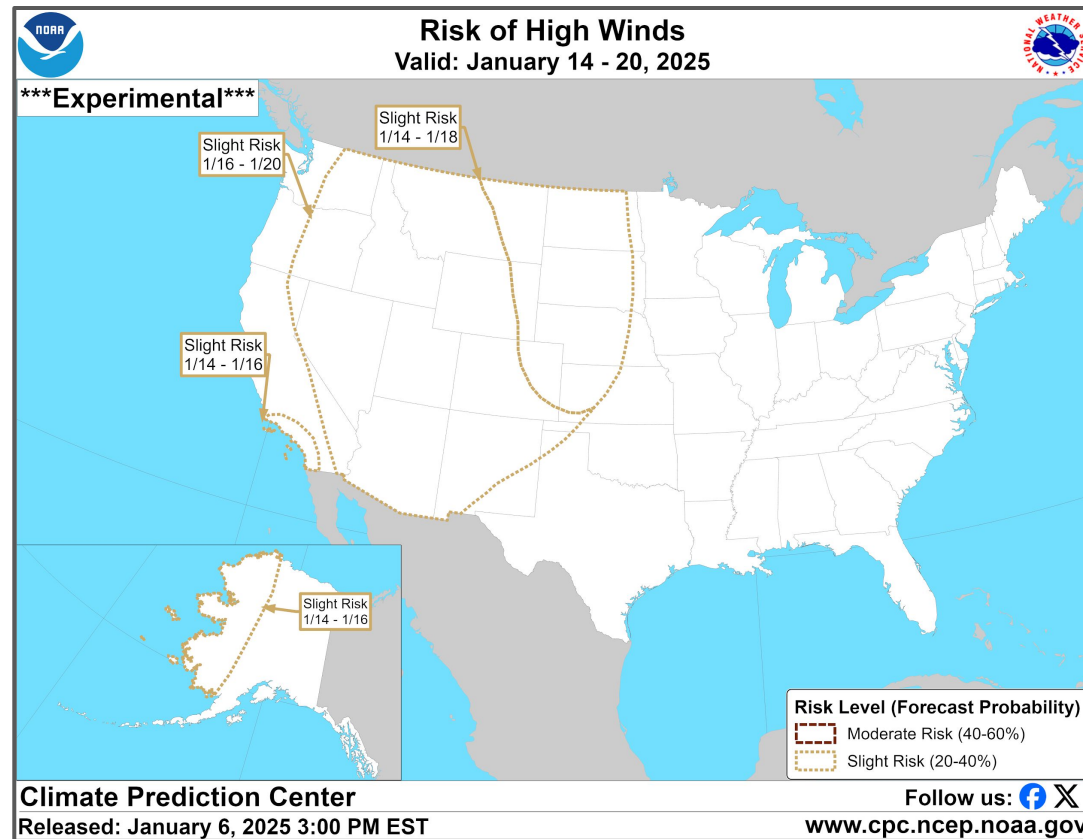 NOAA
Risk of High Winds
Valid: January 14 - 20, 2025
NATIONAL WEATHER SERVICE
***Experimental***
Slight Risk
1/14 - 1/18
Slight Risk
1/16 - 1/20
Slight Risk
1/14 - 1/16
Slight Risk
1/14 - 1/16
Risk Level (Forecast Probability)
Moderate Risk (40-60%)
Slight Risk (20-40%)
Climate Prediction Center
Follow us:
Released: January 6, 2025 3:00 PM EST
www.cpc.ncep.noaa.gov